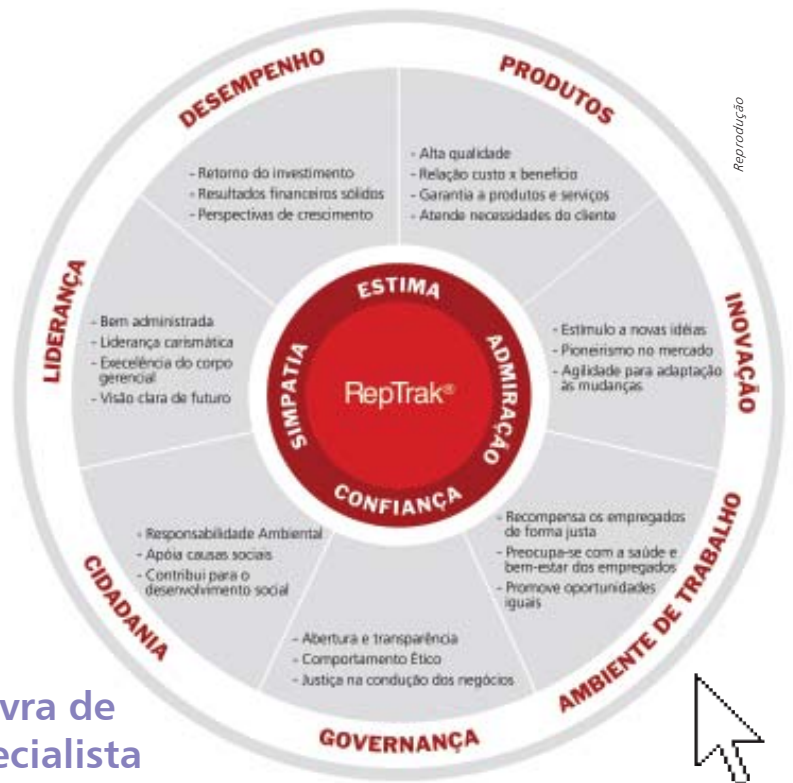 DESEMPENHO
- Retorno do investimento
- Resultados financeiros sólidos
- Perspectivas de crescimento
PRODUTOS
- Alta qualidade
- Relação custo x benefício
- Garantia a produtos e serviços
- Atende necessidades do cliente
Reprodução
INOVAÇÃO
- Estímulo a novas idéias
- Pioneirismo no mercado
- Agilidade para adaptação
às mudanças
AMBIENTE DE TRABALHO
- Recompensa os empregados
de forma justa
- Preocupa-se com a saúde e
bem-estar dos empregados
- Promove oportunidades
iguais
GOVERNANÇA
- Abertura e transparência
- Comportamento Ético
- Justiça na condução dos negócios
CIDADANIA
- Responsabilidade Ambiental
- Apóia causas sociais
- Contribui para o
desenvolvimento social
LIDERANÇA
- Bem administrada
- Liderança carismática
- Execelência do corpo
gerencial
- Visão clara de futuro
ESTIMA
ADMIRAÇÃO
CONFIANÇA
SIMPATIA
RepTrak®
vra de
ecialista